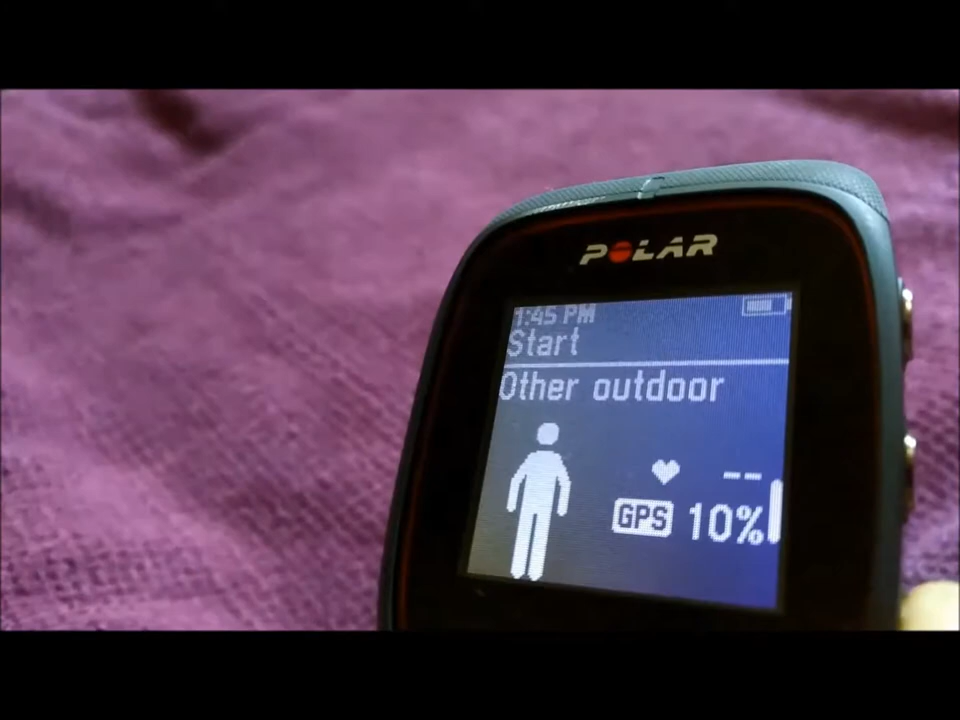 POLAR
1:45 PM
Start
Other outdoor
--
GPS 10%